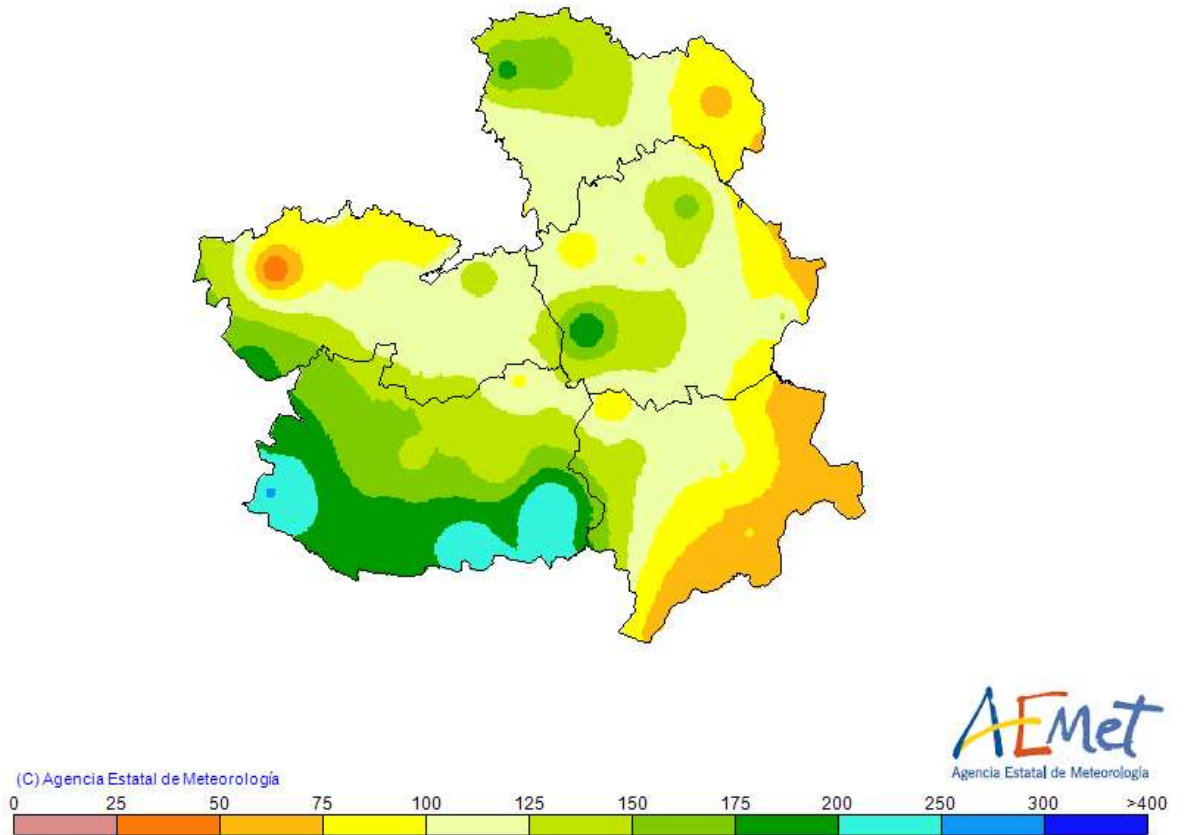 AEMet
Agencia Estatal de Meteorología
(C) Agencia Estatal de Meteorología
0 25 50 75 100 125 150 175 200 250 300 >400